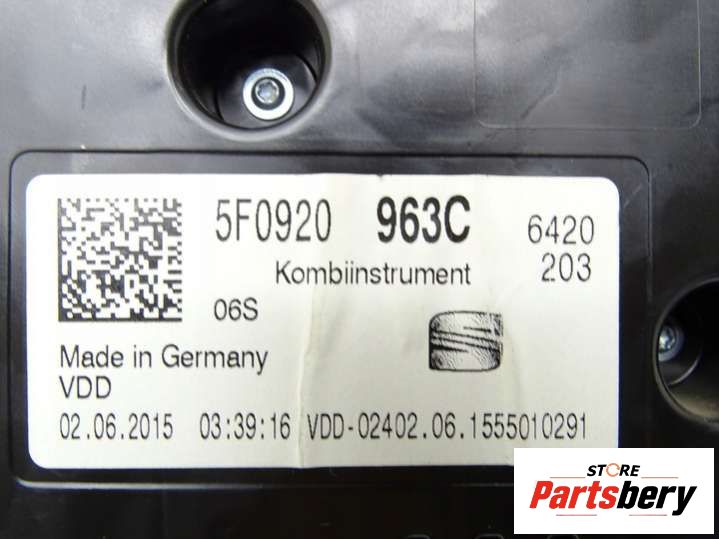 5F0920 963C 6420
Kombiinstrument 203
06S
Made in Germany
VDD
02.06.2015 03:39:16 VDD-02402.06.1555010291
STORE
Partsbery